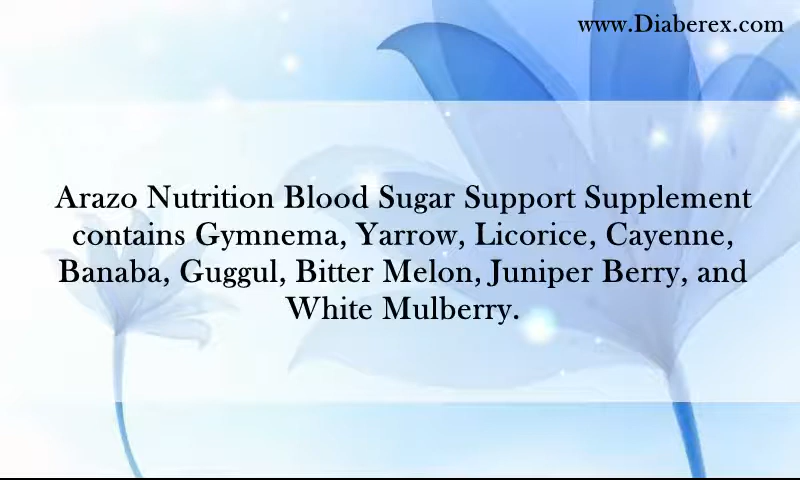 www.Diaberex.com
Arazo Nutrition Blood Sugar Support Supplement
contains Gymnema, Yarrow, Licorice, Cayenne,
Banaba, Guggul, Bitter Melon, Juniper Berry, and
White Mulberry.